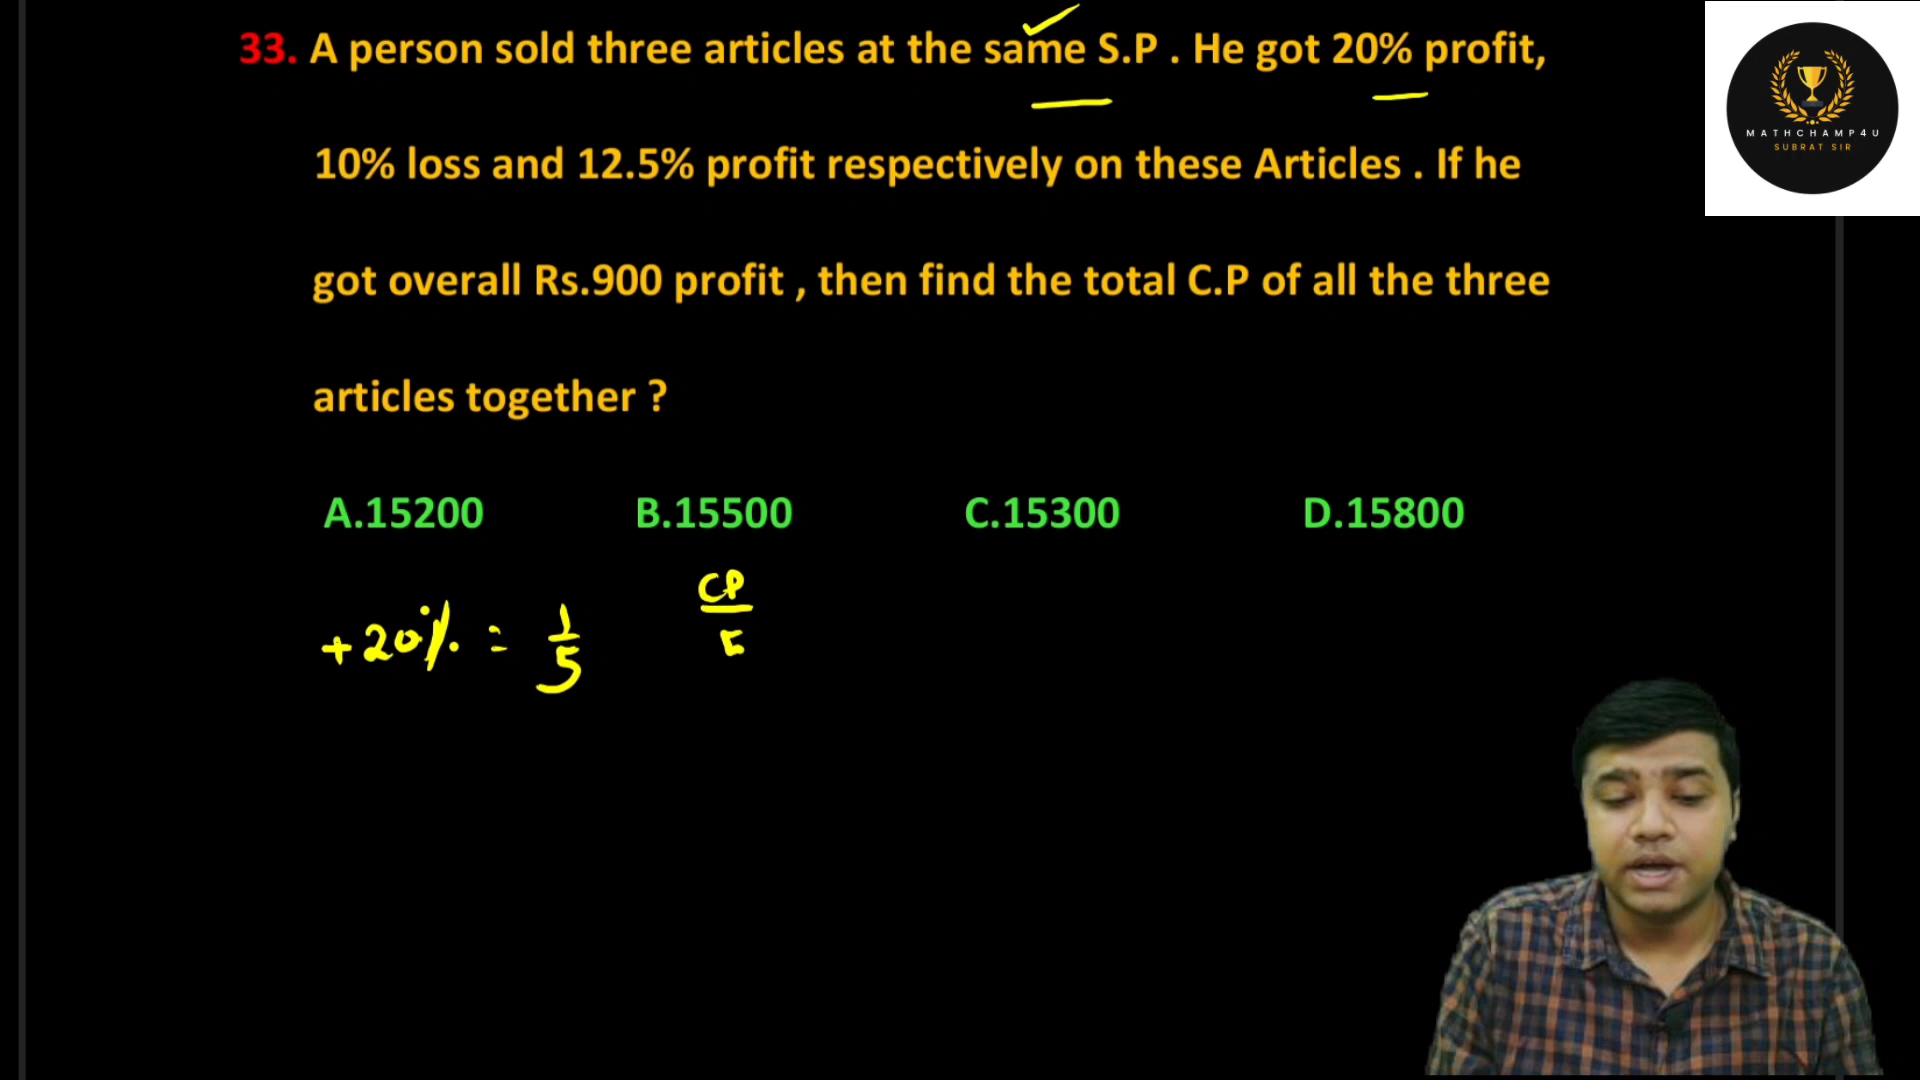 33. A person sold three articles at the same S.P . He got 20% profit,
10% loss and 12.5% profit respectively on these Articles . If he
got overall Rs.900 profit , then find the total C.P of all the three
articles together ?
A.15200 B.15500 C.15300 D.15800
+20% = 1/5
CP
5
MATHCHAMP4U
SUBRAT SIR